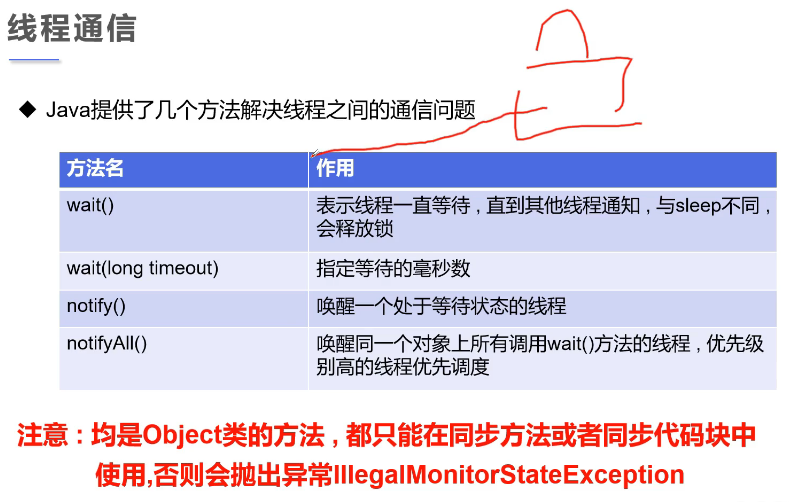 线程通信
◆ Java提供了几个方法解决线程之间的通信问题
方法名 作用
wait() 表示线程一直等待 , 直到其他线程通知 , 与sleep不同 ,
会释放锁
wait(long timeout) 指定等待的毫秒数
notify() 唤醒一个处于等待状态的线程
notifyAll() 唤醒同一个对象上所有调用wait()方法的线程 , 优先级
别高的线程优先调度
注意 : 均是Object类的方法 , 都只能在同步方法或者同步代码块中
使用,否则会抛出异常IllegalMonitorStateException